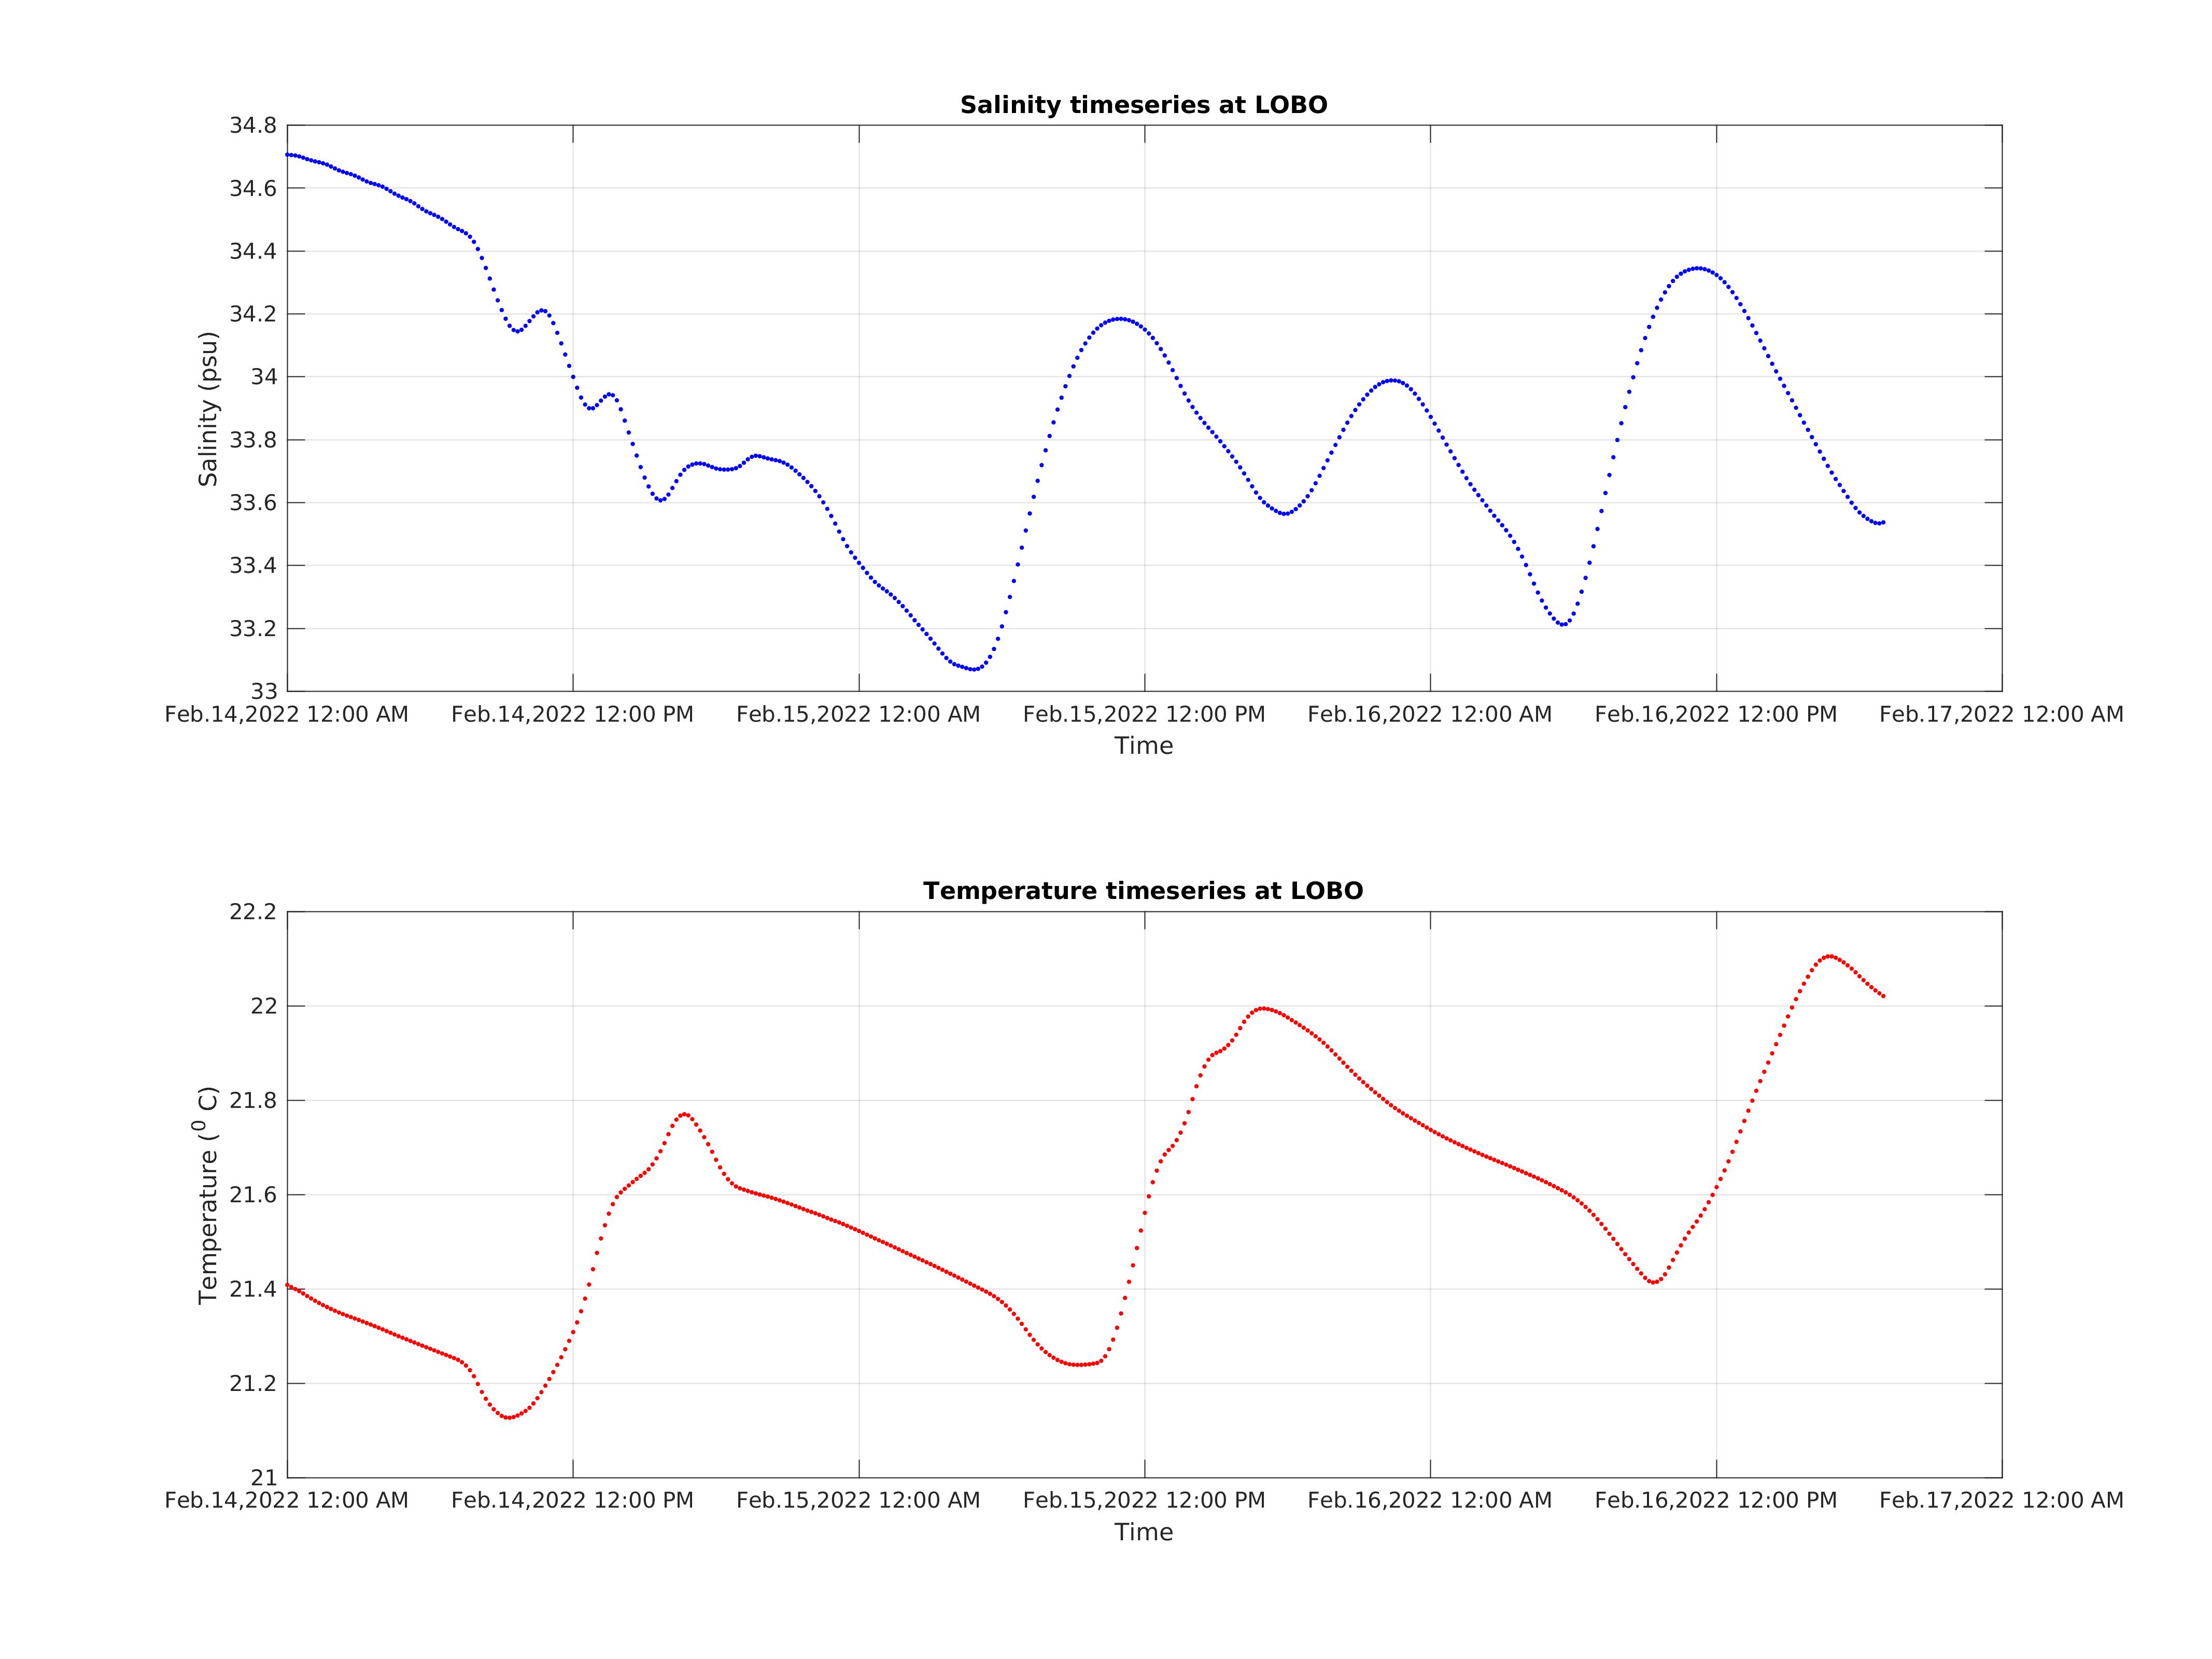 Salinity timeseries at LOBO
34.8
34.6
34.4
34.2
34
33.8
33.6
33.4
33.2
33
Salinity (psu)
Feb.14,2022 12:00 AM Feb.14,2022 12:00 PM Feb.15,2022 12:00 AM Feb.15,2022 12:00 PM Feb.16,2022 12:00 AM Feb.16,2022 12:00 PM Feb.17,2022 12:00 AM
Time
Temperature timeseries at LOBO
22.2
22
21.8
21.6
21.4
21.2
21
Temperature (⁰ C)
Feb.14,2022 12:00 AM Feb.14,2022 12:00 PM Feb.15,2022 12:00 AM Feb.15,2022 12:00 PM Feb.16,2022 12:00 AM Feb.16,2022 12:00 PM Feb.17,2022 12:00 AM
Time